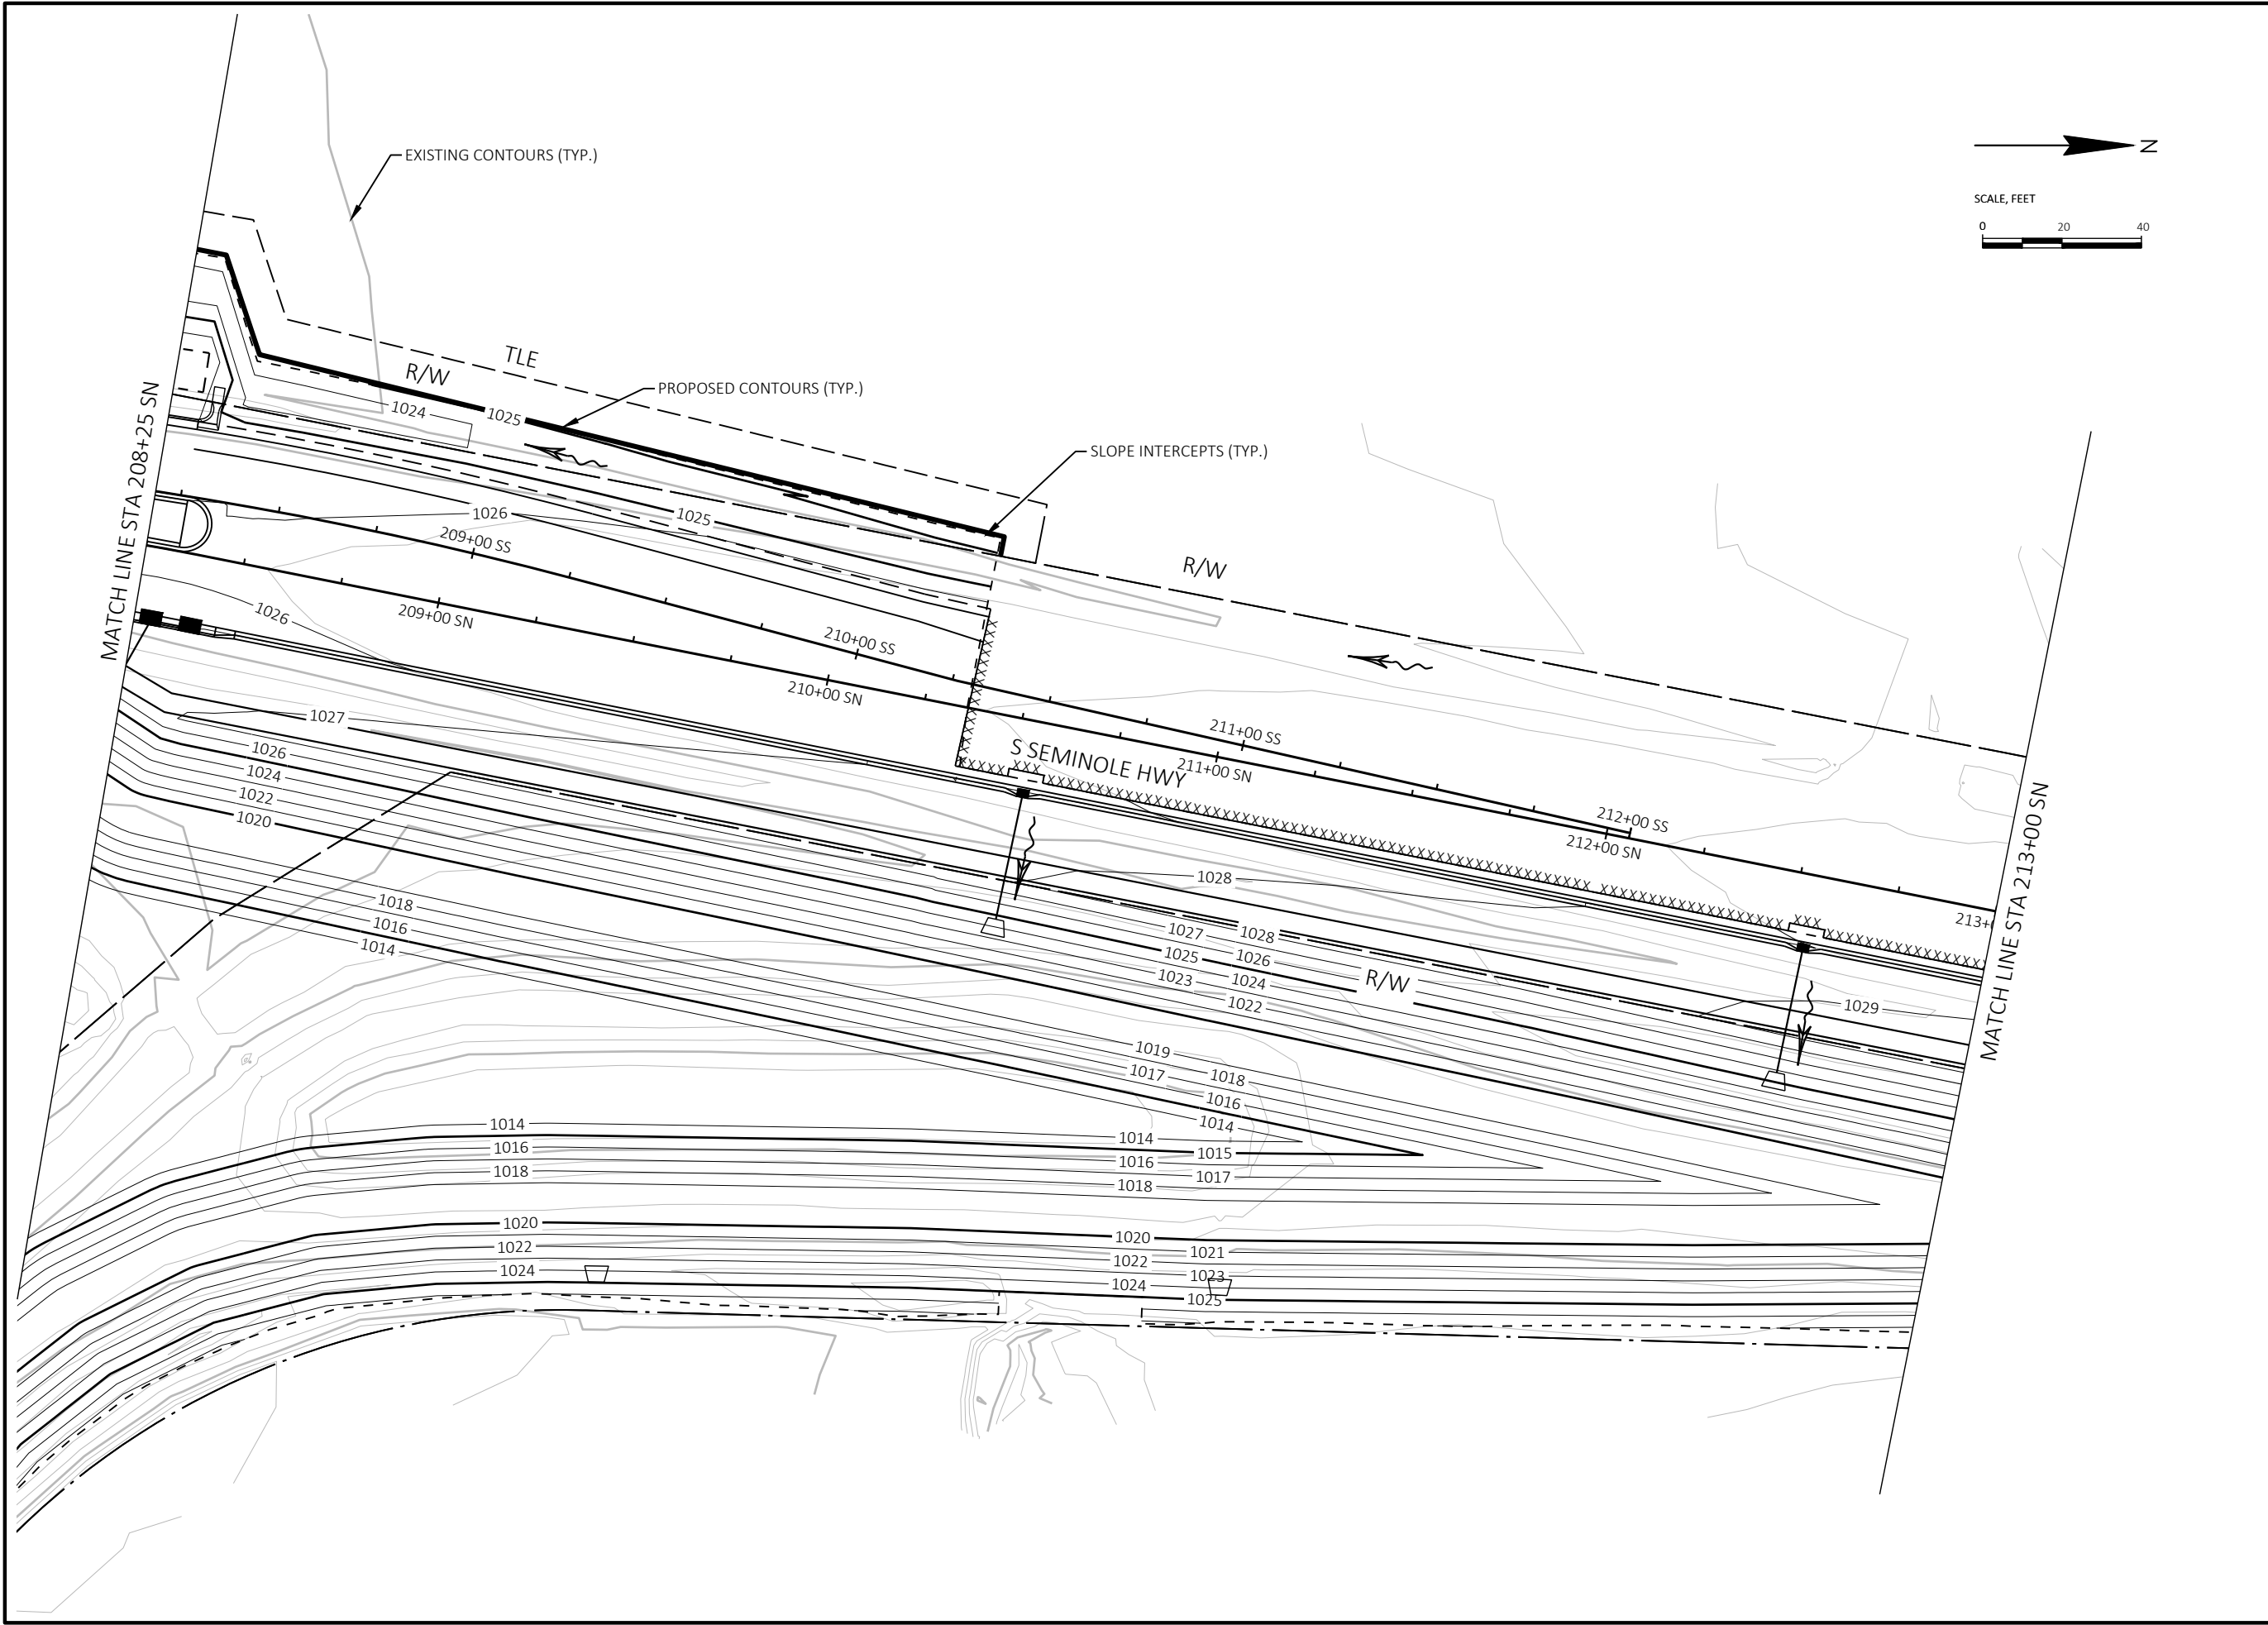 EXISTING CONTOURS (TYP.)
N
SCALE, FEET
0 20 40
TLE
R/W
PROPOSED CONTOURS (TYP.)
1024
1025
SLOPE INTERCEPTS (TYP.)
MATCH LINE STA 208+25 SN
1026
1025
209+00 SS
R/W
1026
209+00 SN
210+00 SS
210+00 SN
1027
211+00 SS
S SEMINOLE HWY
211+00 SN
1026
1024
1022
1020
212+00 SS
212+00 SN
213+
MATCH LINE STA 213+00 SN
1028
1018
1016
1014
1027
1028
1025
1026
1023
1024
1022
R/W
1029
1019
1018
1017
1016
1014
1014
1014
1016
1015
1016
1018
1017
1018
1020
1020
1022
1021
1022
1024
1023
1024
1025
XXXXX
XXX
XXX